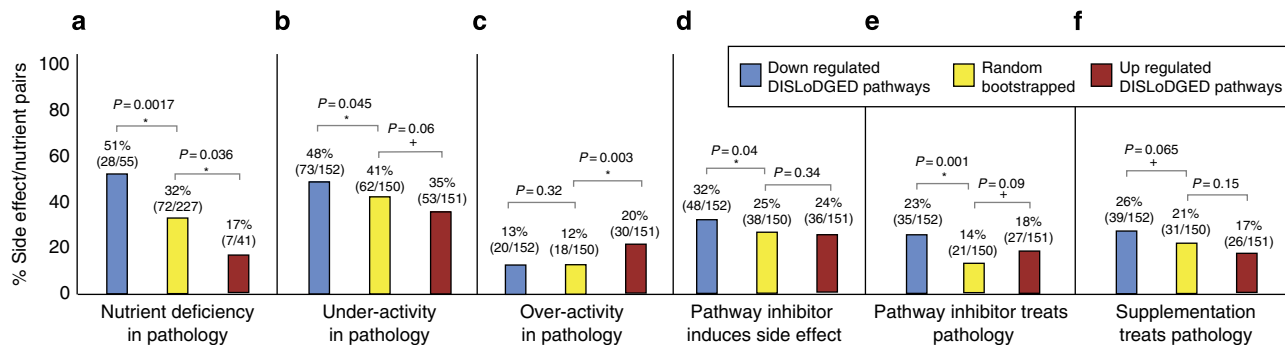 a b c d e f
% Side effect/nutrient pairs
100
80
60
40
20
0
Down regulated
DISLoDGED pathways
Random
bootstrapped
Up regulated
DISLoDGED pathways
P = 0.0017
*
51%
(28/55)
P = 0.036
*
32%
(72/227)
17%
(7/41)
Nutrient deficiency
in pathology
P = 0.045
*
48%
(73/152)
P = 0.06
+
41%
(62/150)
35%
(53/151)
Under-activity
in pathology
P = 0.32
13%
(20/152)
P = 0.003
*
12%
(18/150)
20%
(30/151)
Over-activity
in pathology
P = 0.04
*
32%
(48/152)
P = 0.34
25%
(38/150)
24%
(36/151)
Pathway inhibitor
induces side effect
P = 0.001
*
23%
(35/152)
P = 0.09
+
14%
(21/150)
18%
(27/151)
Pathway inhibitor treats
pathology
P = 0.065
+
26%
(39/152)
P = 0.15
21%
(31/150)
17%
(26/151)
Supplementation
treats pathology